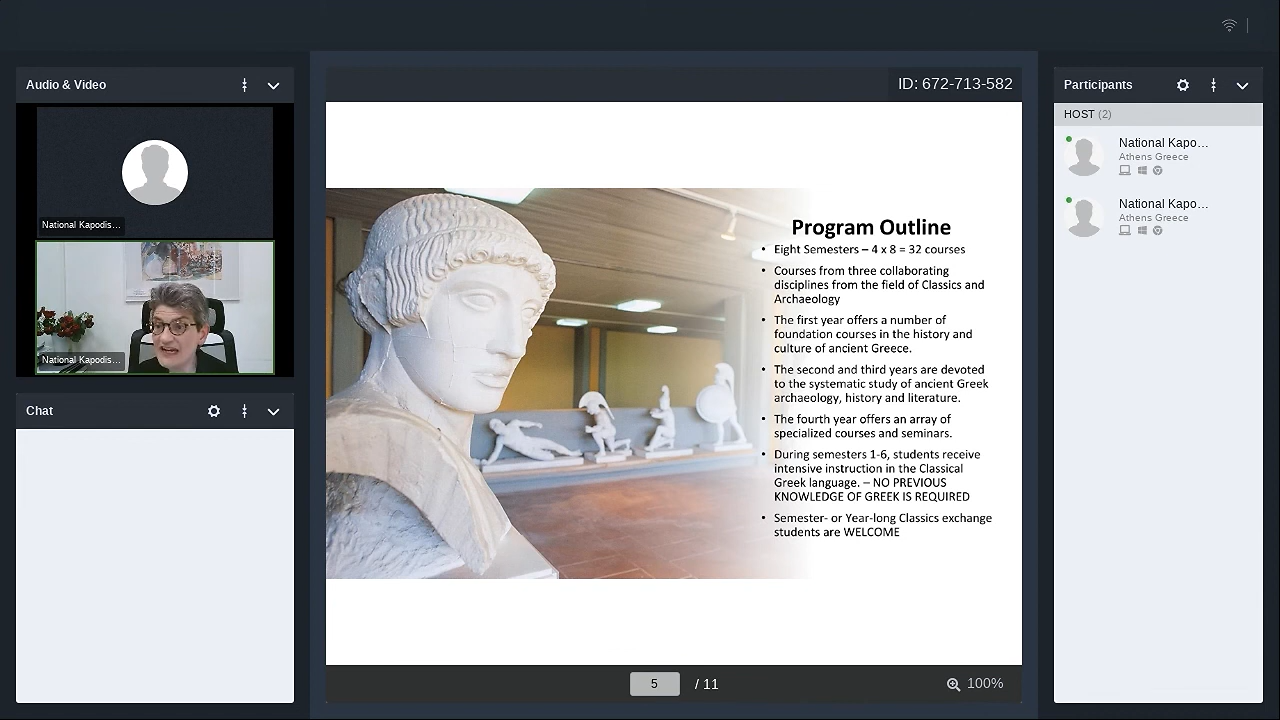 Audio & Video
National Kapodis...
National Kapodis...
Chat
ID: 672-713-582
Program Outline
• Eight Semesters – 4 x 8 = 32 courses
• Courses from three collaborating
disciplines from the field of Classics and
Archaeology
• The first year offers a number of
foundation courses in the history and
culture of ancient Greece.
• The second and third years are devoted
to the systematic study of ancient Greek
archaeology, history and literature.
• The fourth year offers an array of
specialized courses and seminars.
• During semesters 1-6, students receive
intensive instruction in the Classical
Greek language. – NO PREVIOUS
KNOWLEDGE OF GREEK IS REQUIRED
• Semester- or Year-long Classics exchange
students are WELCOME
5 / 11
100%
Participants
HOST (2)
National Kapo...
Athens Greece
National Kapo...
Athens Greece